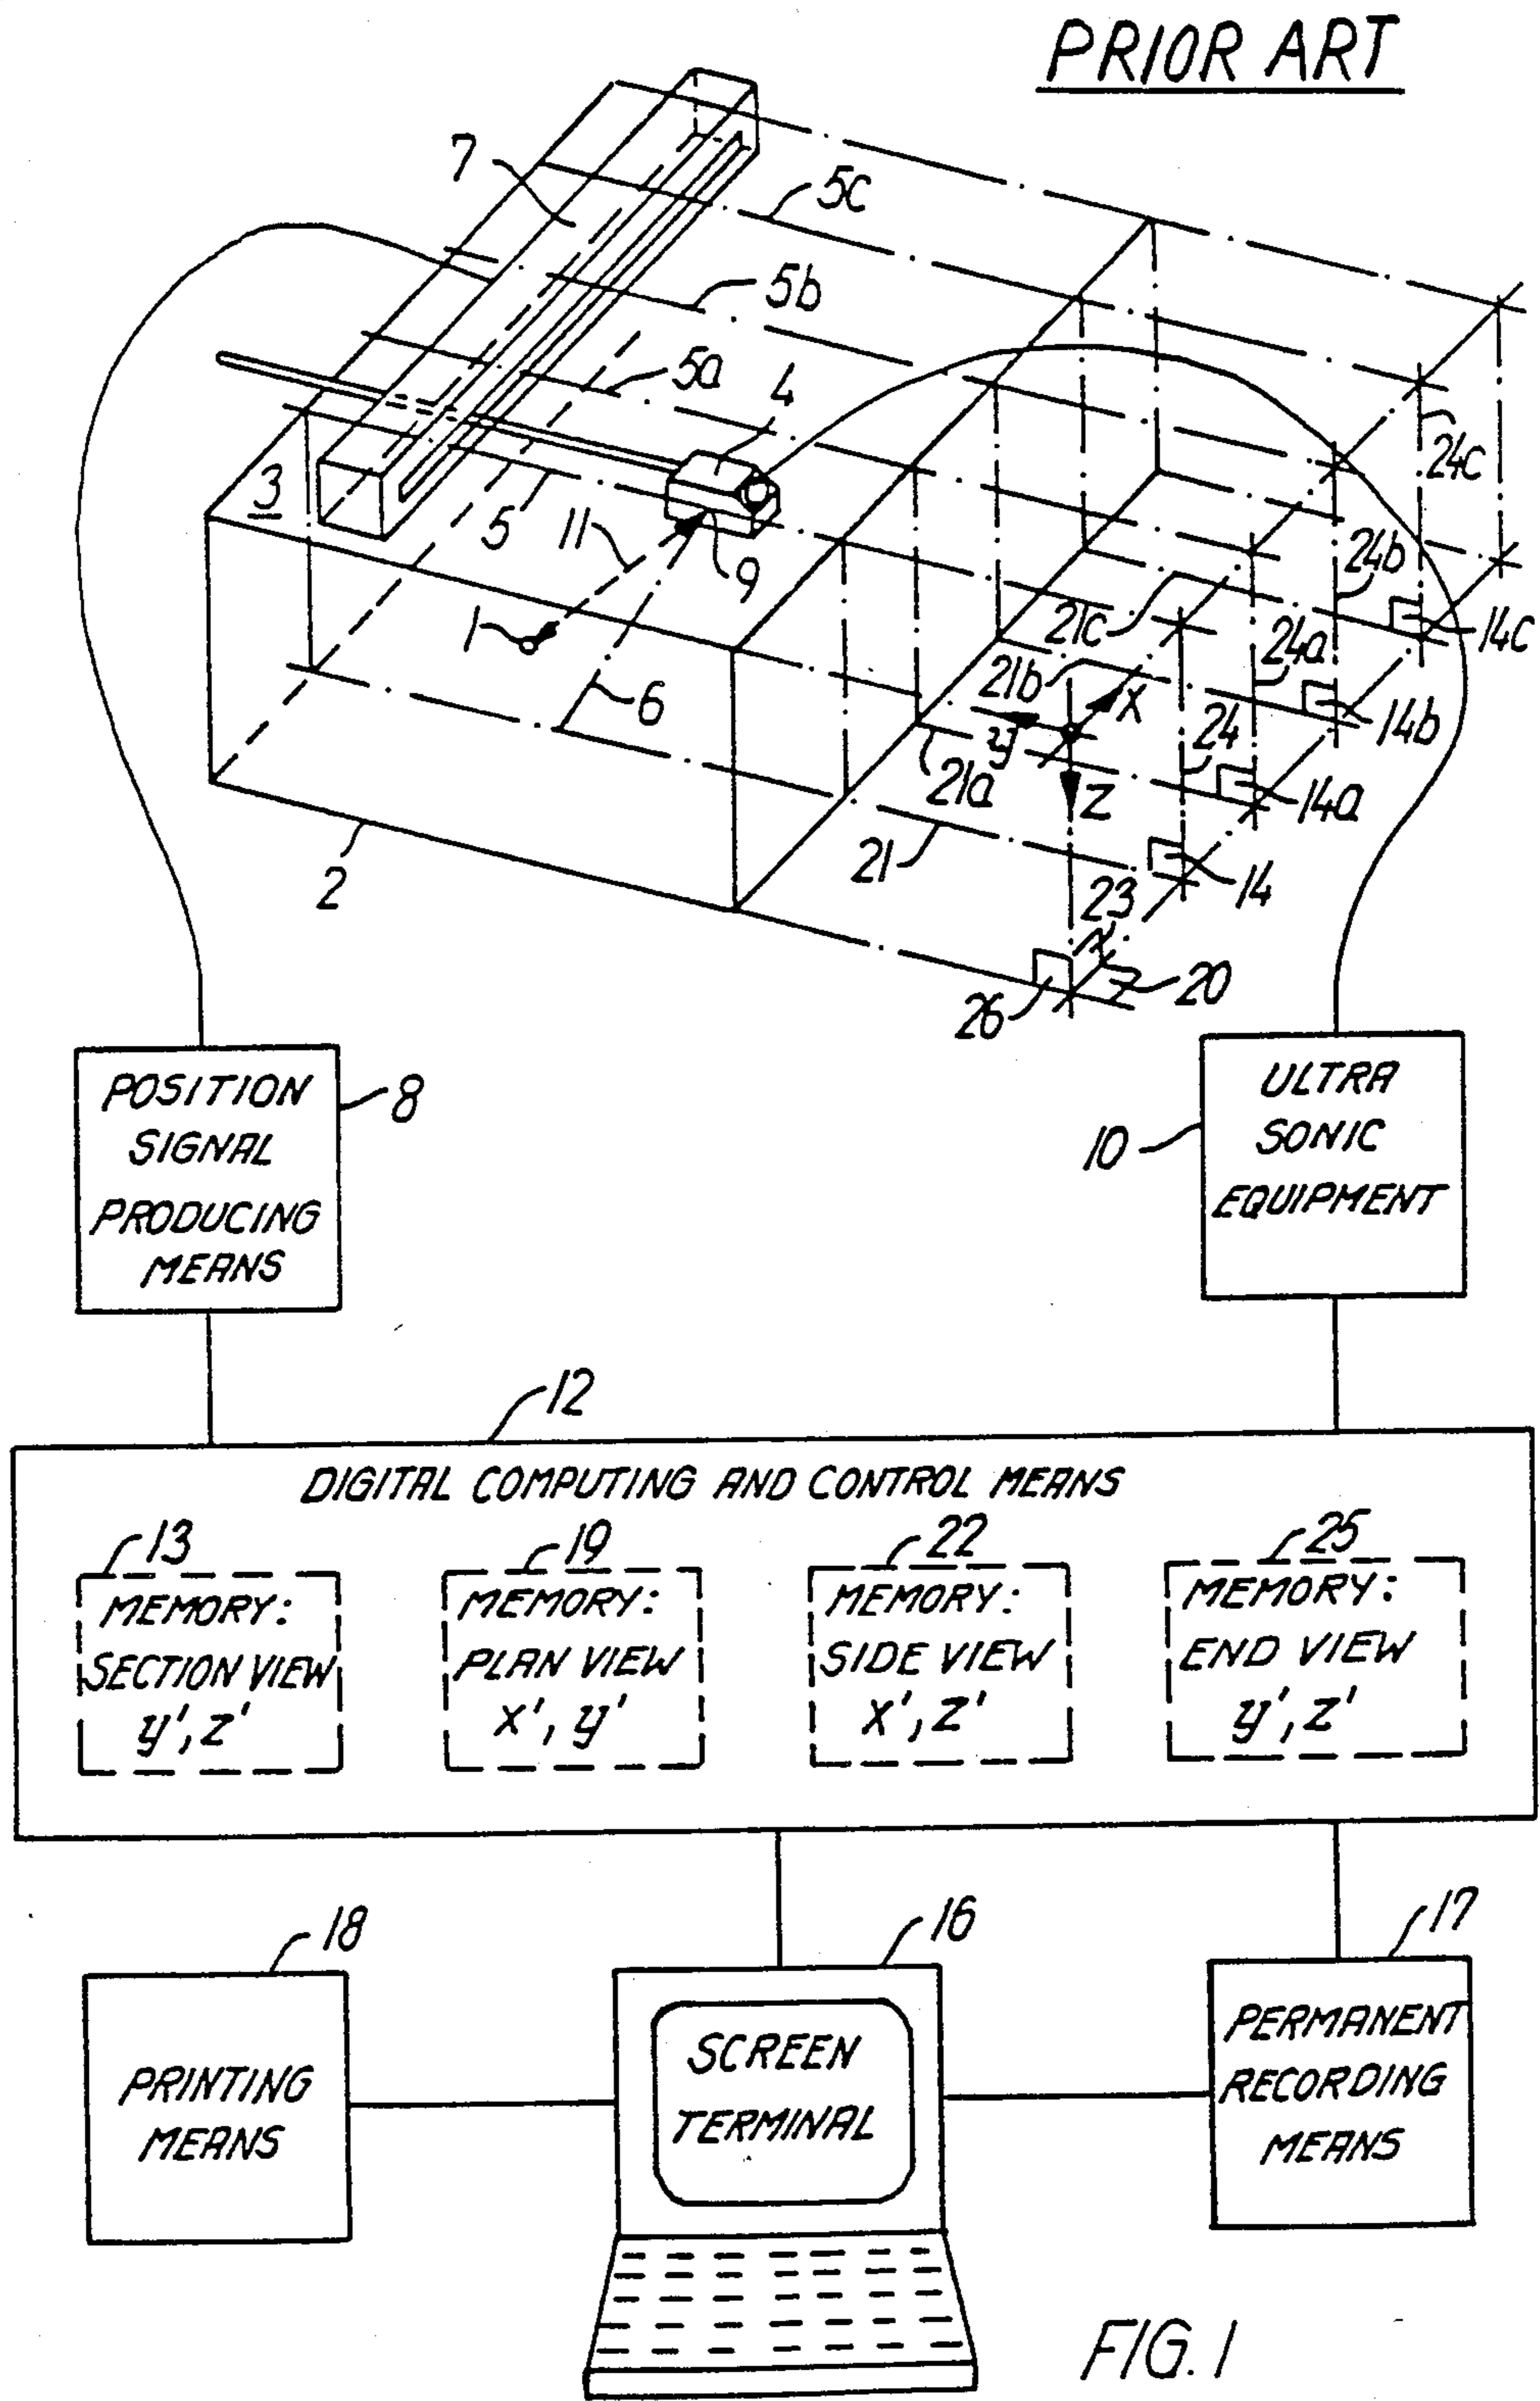 PRIOR ART
7
5c
5b
5a
4
24c
3
5
11
9
24b
1
21c
14c
24a
21b
x
6
24
14b
y
21a
z
14a
2
21
14
23
26
20
POSITION
SIGNAL
PRODUCING
MEANS
8
ULTRA
SONIC
EQUIPMENT
10
12
DIGITAL COMPUTING AND CONTROL MEANS
13
19
22
25
MEMORY:
SECTION VIEW
y', z'
MEMORY:
PLAN VIEW
x', y'
MEMORY:
SIDE VIEW
x', z'
MEMORY:
END VIEW
y', z'
18
16
17
PRINTING
MEANS
SCREEN
TERMINAL
PERMANENT
RECORDING
MEANS
FIG. 1